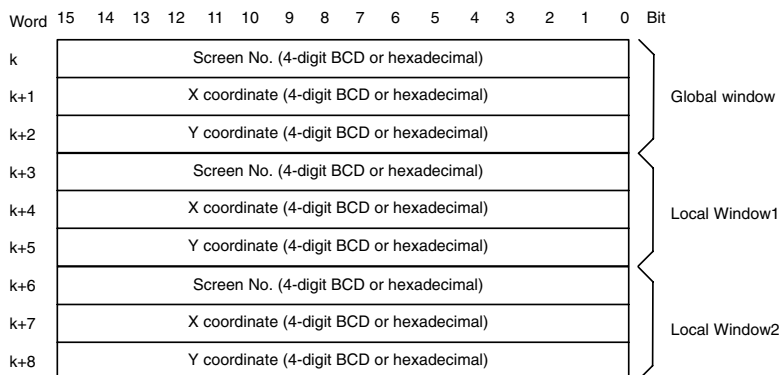 Word 15 14 13 12 11 10 9 8 7 6 5 4 3 2 1 0 Bit
k Screen No. (4-digit BCD or hexadecimal)
k+1 X coordinate (4-digit BCD or hexadecimal) Global window
k+2 Y coordinate (4-digit BCD or hexadecimal)
k+3 Screen No. (4-digit BCD or hexadecimal)
k+4 X coordinate (4-digit BCD or hexadecimal) Local Window1
k+5 Y coordinate (4-digit BCD or hexadecimal)
k+6 Screen No. (4-digit BCD or hexadecimal)
k+7 X coordinate (4-digit BCD or hexadecimal) Local Window2
k+8 Y coordinate (4-digit BCD or hexadecimal)